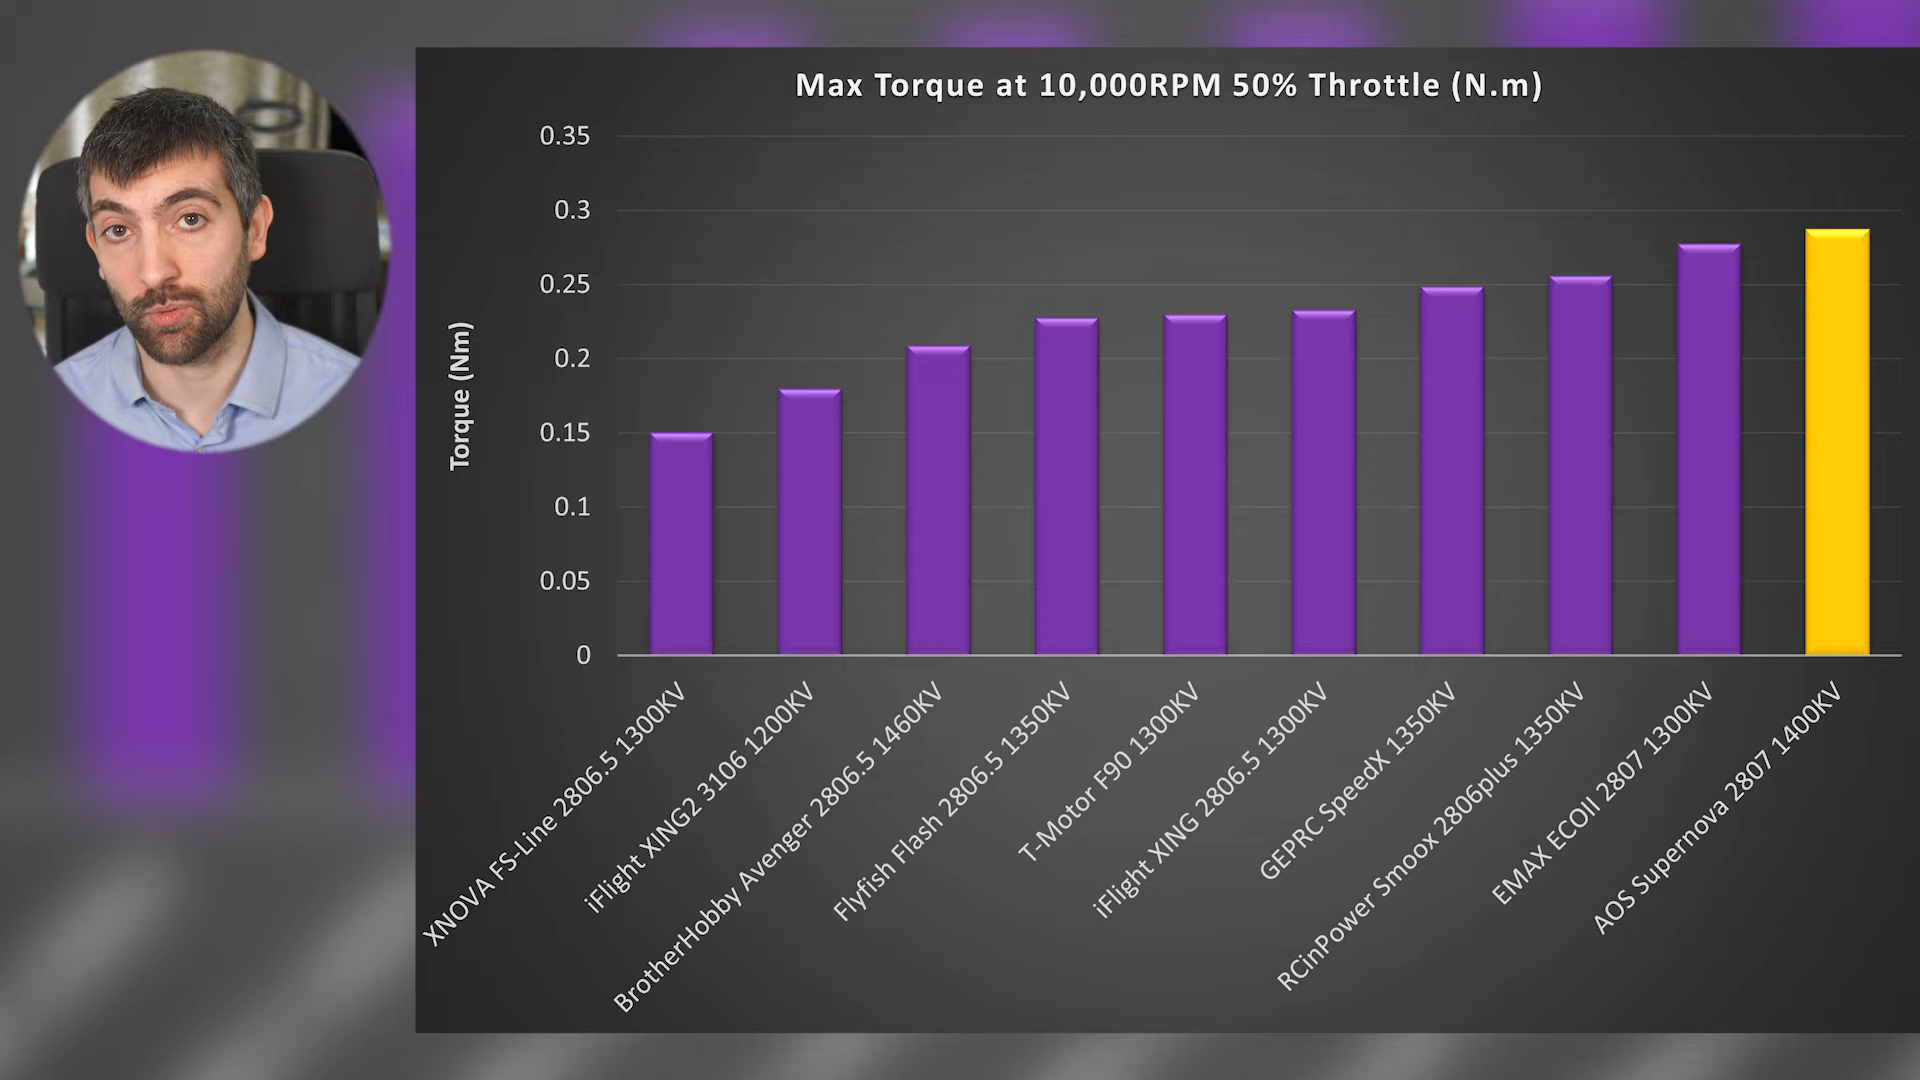 Max Torque at 10,000RPM 50% Throttle (N.m)
Torque (Nm)
0.35
0.3
0.25
0.2
0.15
0.1
0.05
0
XNOVA FS-Line 2806.5 1300KV
iFlight XING2 3106 1200KV
BrotherHobby Avenger 2806.5 1460KV
Flyfish Flash 2806.5 1350KV
T-Motor F90 1300KV
iFlight XING 2806.5 1300KV
GEPRC SpeedX 1350KV
RCinPower Smoox 2806plus 1350KV
EMAX ECOII 2807 1300KV
AOS Supernova 2807 1400KV